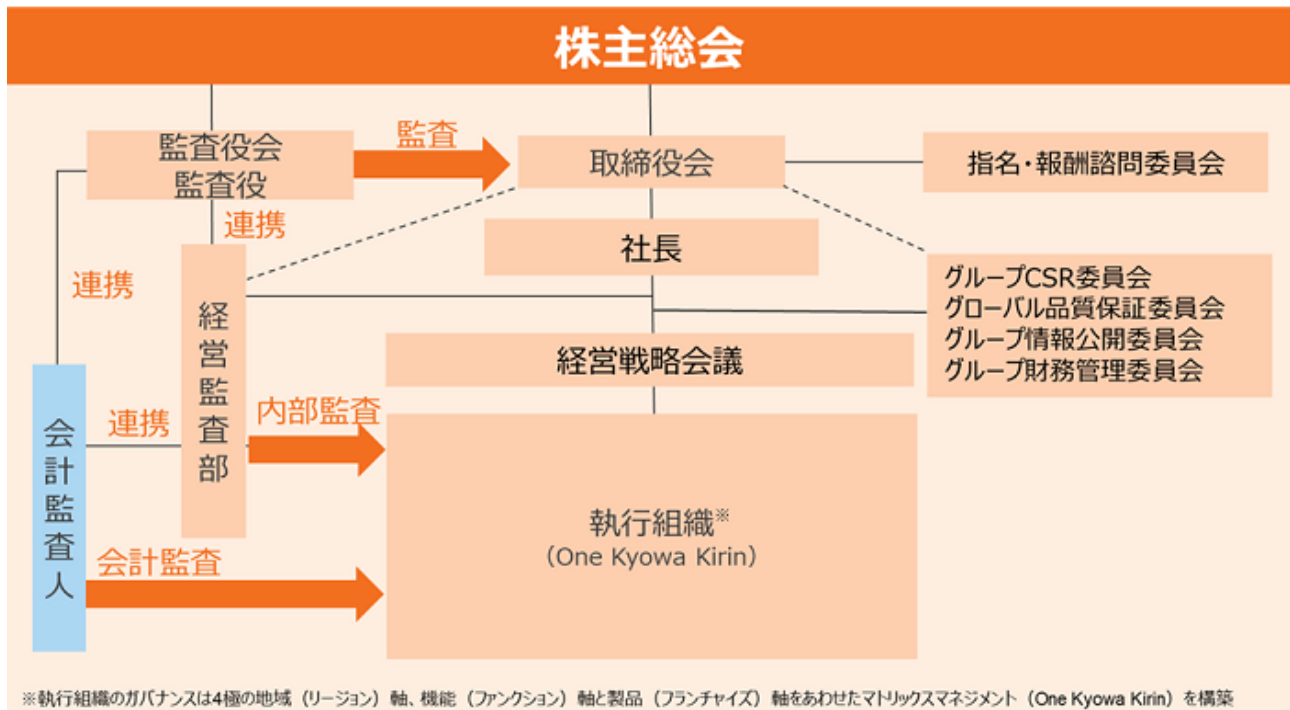 株主総会
監査役会
監査役
監査
取締役会
指名・報酬諮問委員会
連携
社長
連携
グループCSR委員会
グローバル品質保証委員会
グループ情報公開委員会
グループ財務管理委員会
経営監査部
経営戦略会議
会計監査人
連携
内部監査
執行組織※
（One Kyowa Kirin）
会計監査
※執行組織のガバナンスは4極の地域（リージョン）軸、機能（ファンクション）軸と製品（フランチャイズ）軸をあわせたマトリックスマネジメント（One Kyowa Kirin）を構築